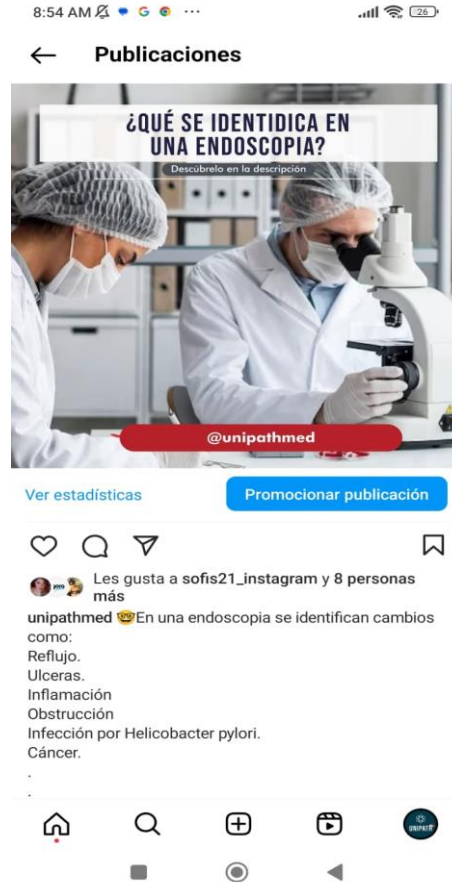 8:54 AM
26
Publicaciones
¿QUÉ SE IDENTIDICA EN
UNA ENDOSCOPIA?
Descúbrelo en la descripción
@unipathmed
Ver estadísticas
Promocionar publicación
Les gusta a sofis21_instagram y 8 personas
más
unipathmed 🤓En una endoscopia se identifican cambios
como:
Reflujo.
Ulceras.
Inflamación
Obstrucción
Infección por Helicobacter pylori.
Cáncer.
.
.
UNIPATH